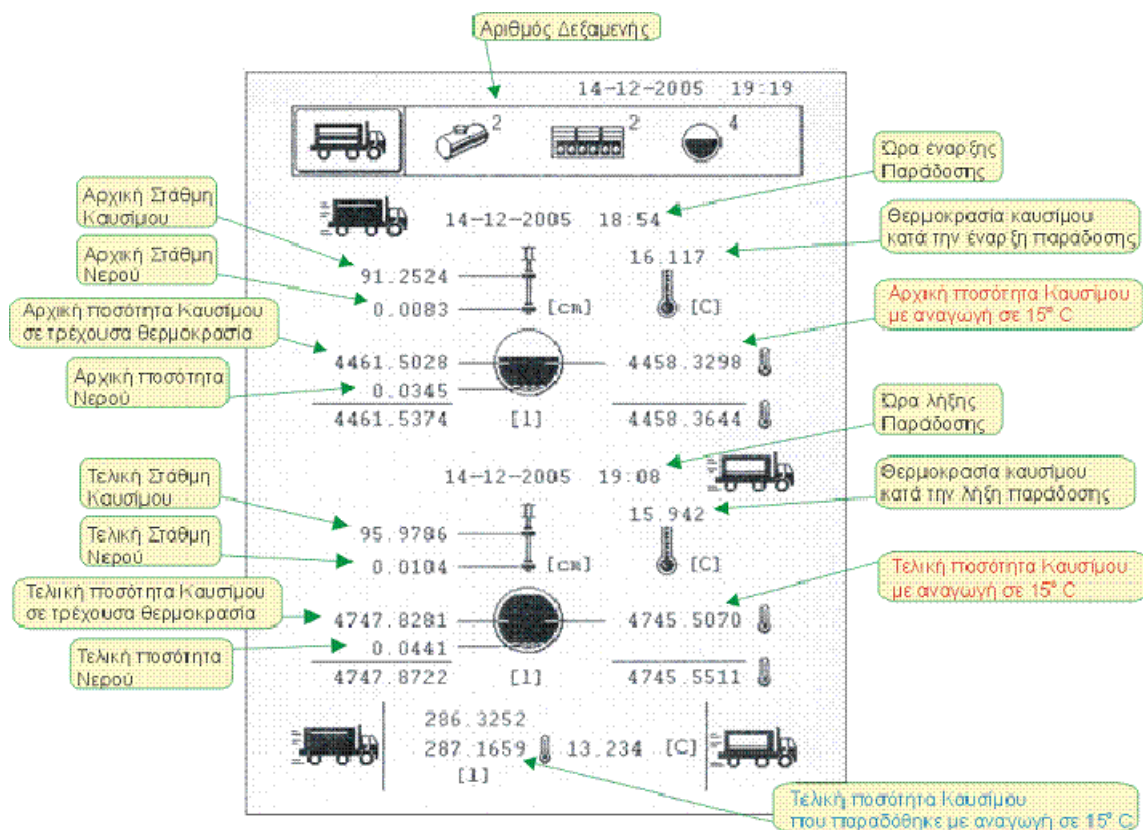 Αριθμός Δεξαμενής
14-12-2005 19:19
2 2 4
Ώρα έναρξης
Παράδοσης
Αρχική Στάθμη
Καυσίμου
14-12-2005 18:54
Θερμοκρασία καυσίμου
κατά την έναρξη παράδοσης
Αρχική Στάθμη
Νερού
16.117
91.2524
0.0083 [cm] [C]
Αρχική ποσότητα Καυσίμου
σε τρέχουσα θερμοκρασία
Αρχική ποσότητα Καυσίμου
με αναγωγή σε 15° C
4461.5028 4458.3298
Αρχική ποσότητα
Νερού
0.0345
4461.5374 [l] 4458.3644
Ώρα λήξης
Παράδοσης
Τελική Στάθμη
Καυσίμου
14-12-2005 19:08
Θερμοκρασία καυσίμου
κατά την λήξη παράδοσης
15.942
Τελική Στάθμη
Νερού
95.9786
0.0104 [cm] [C]
Τελική ποσότητα Καυσίμου
με αναγωγή σε 15° C
Τελιική ποσότητα Καυσίμου
σε τρέχουσα θερμοκρασία
4747.8281 4745.5070
Τελική ποσότητα
Νερού
0.0441
4747.8722 [l] 4745.5511
286.3252
287.1659 13.234 [C]
[l]
Τελική ποσότητα Καυσίμου
που παραδόθηκε με αναγωγή σε 15° C